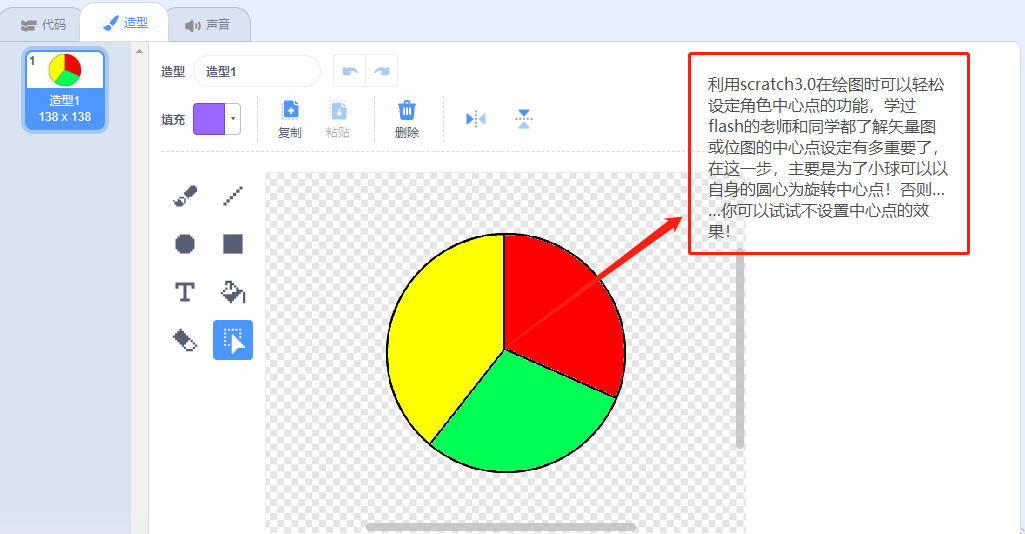 代码
造型
声音
1
造型1
138 x 138
造型
造型1
填充
复制
粘贴
删除
T
利用scratch3.0在绘图时可以轻松
设定角色中心点的功能，学过
flash的老师和同学都了解矢量图
或位图的中心点设定有多重要了，
在这一步，主要是为了小球可以以
自身的圆心为旋转中心点！否则…
…你可以试试不设置中心点的效
果！